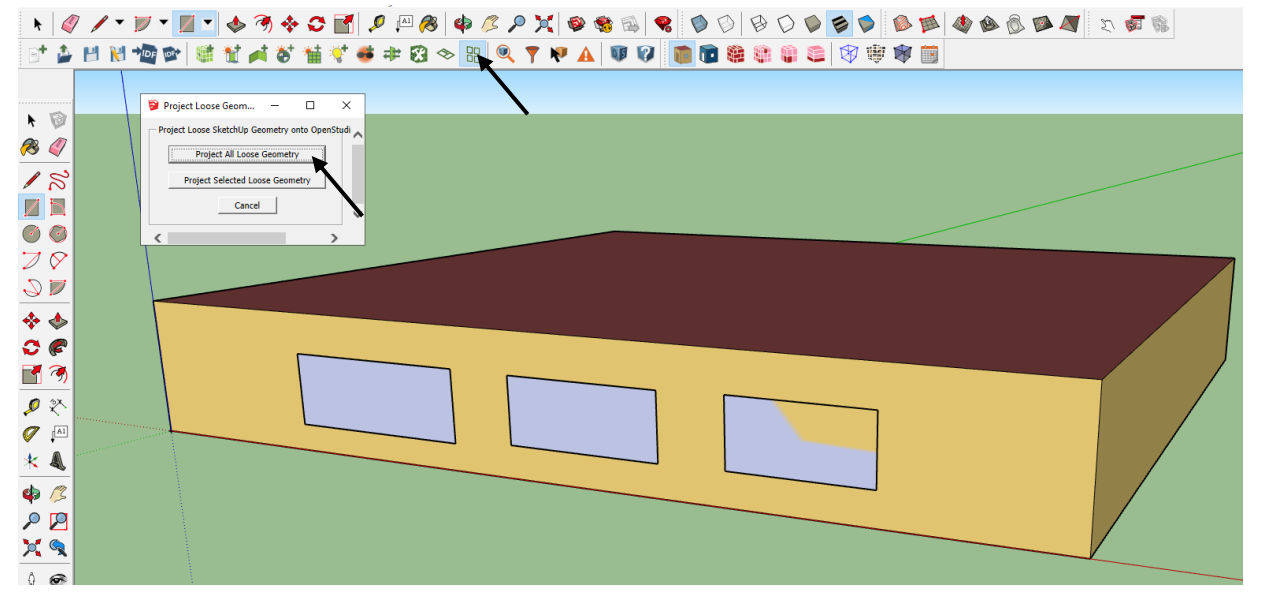 A1
IDF
Project Loose Geom...
Project Loose SketchUp Geometry onto OpenStudi
Project All Loose Geometry
Project Selected Loose Geometry
Cancel
A1